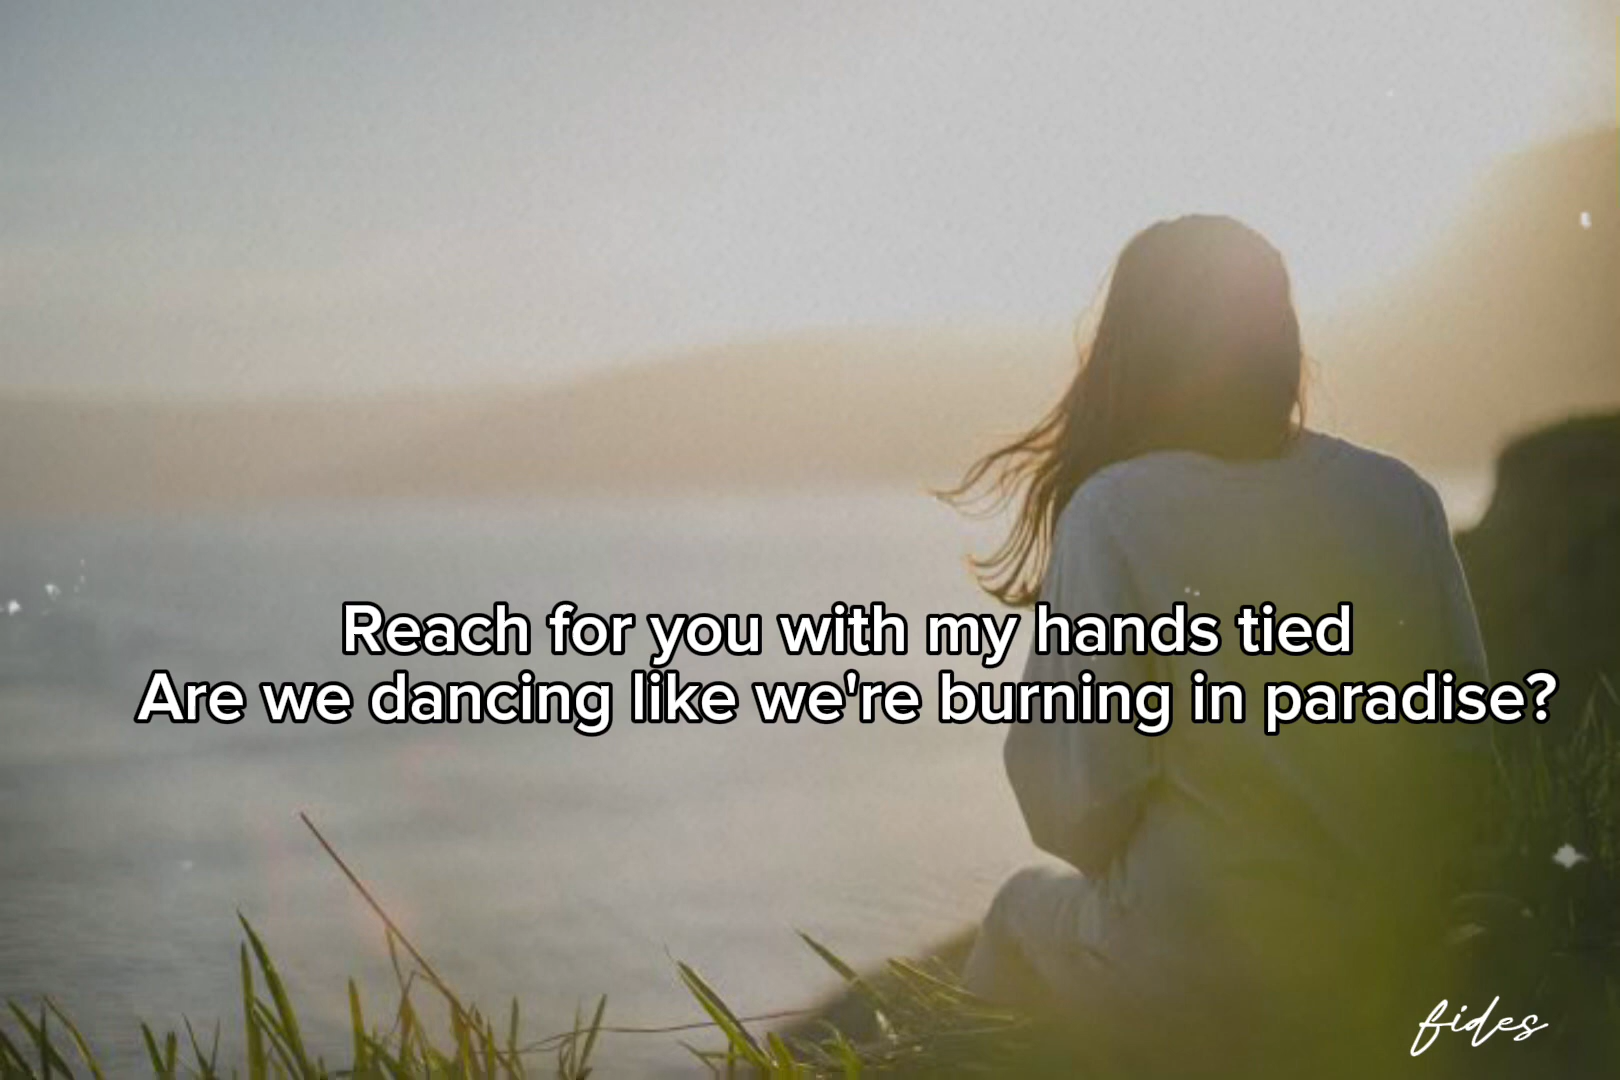 Reach for you with my hands tied
Are we dancing like we're burning in paradise?
fides